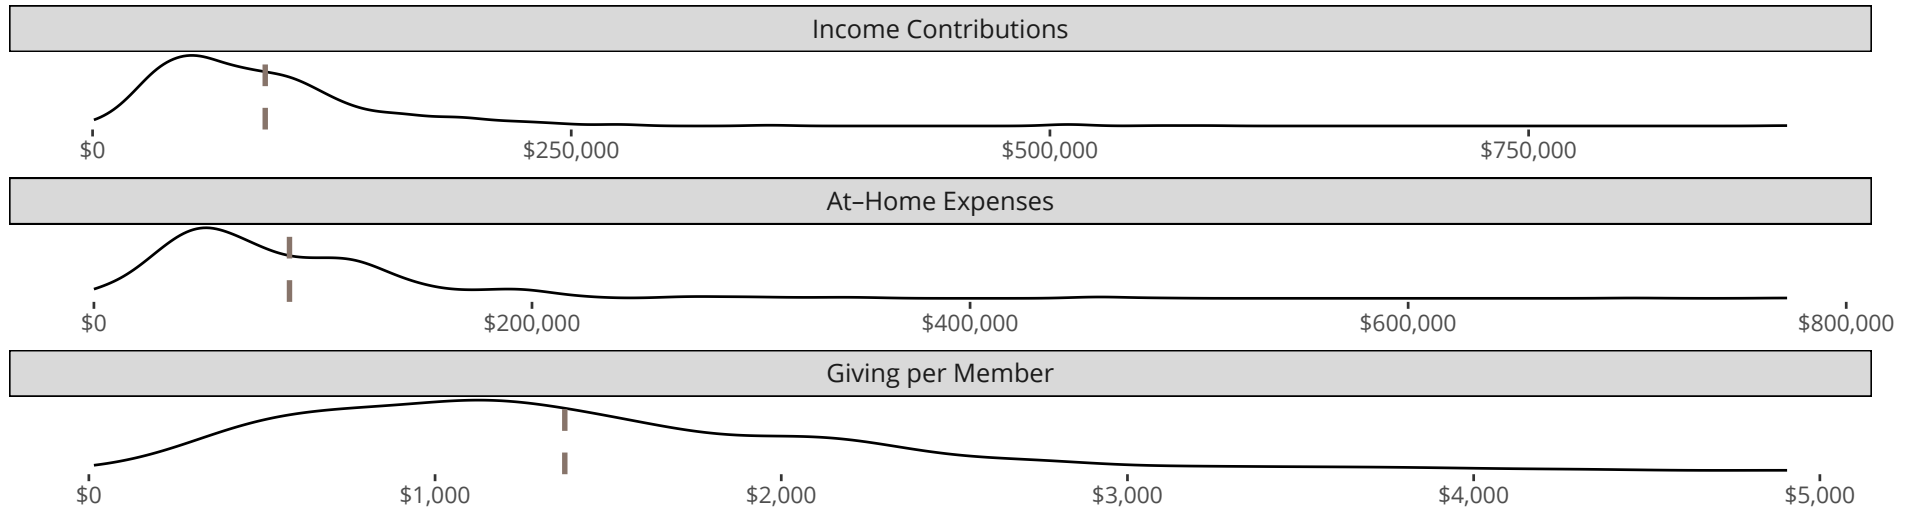 Income Contributions
$0 $250,000 $500,000 $750,000
At–Home Expenses
$0 $200,000 $400,000 $600,000 $800,000
Giving per Member
$0 $1,000 $2,000 $3,000 $4,000 $5,000